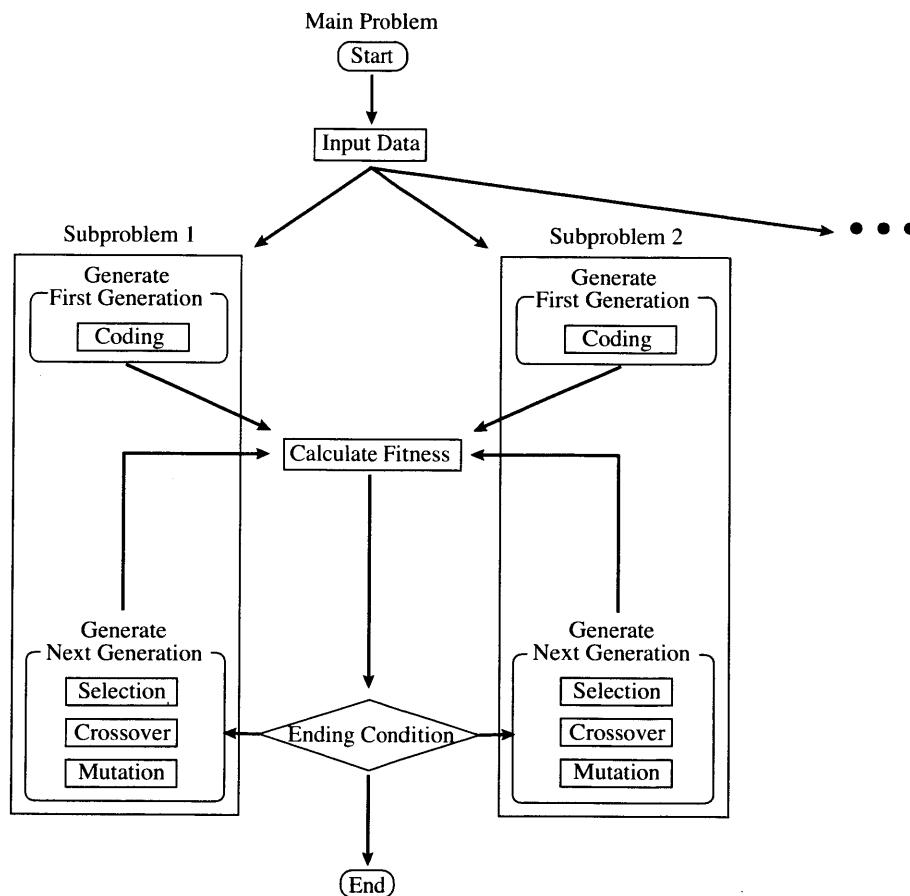 Main Problem
Start
Input Data
Subproblem 1
Generate
First Generation
Coding
Subproblem 2
Generate
First Generation
Coding
Calculate Fitness
Generate
Next Generation
Selection
Crossover
Mutation
Ending Condition
Generate
Next Generation
Selection
Crossover
Mutation
End